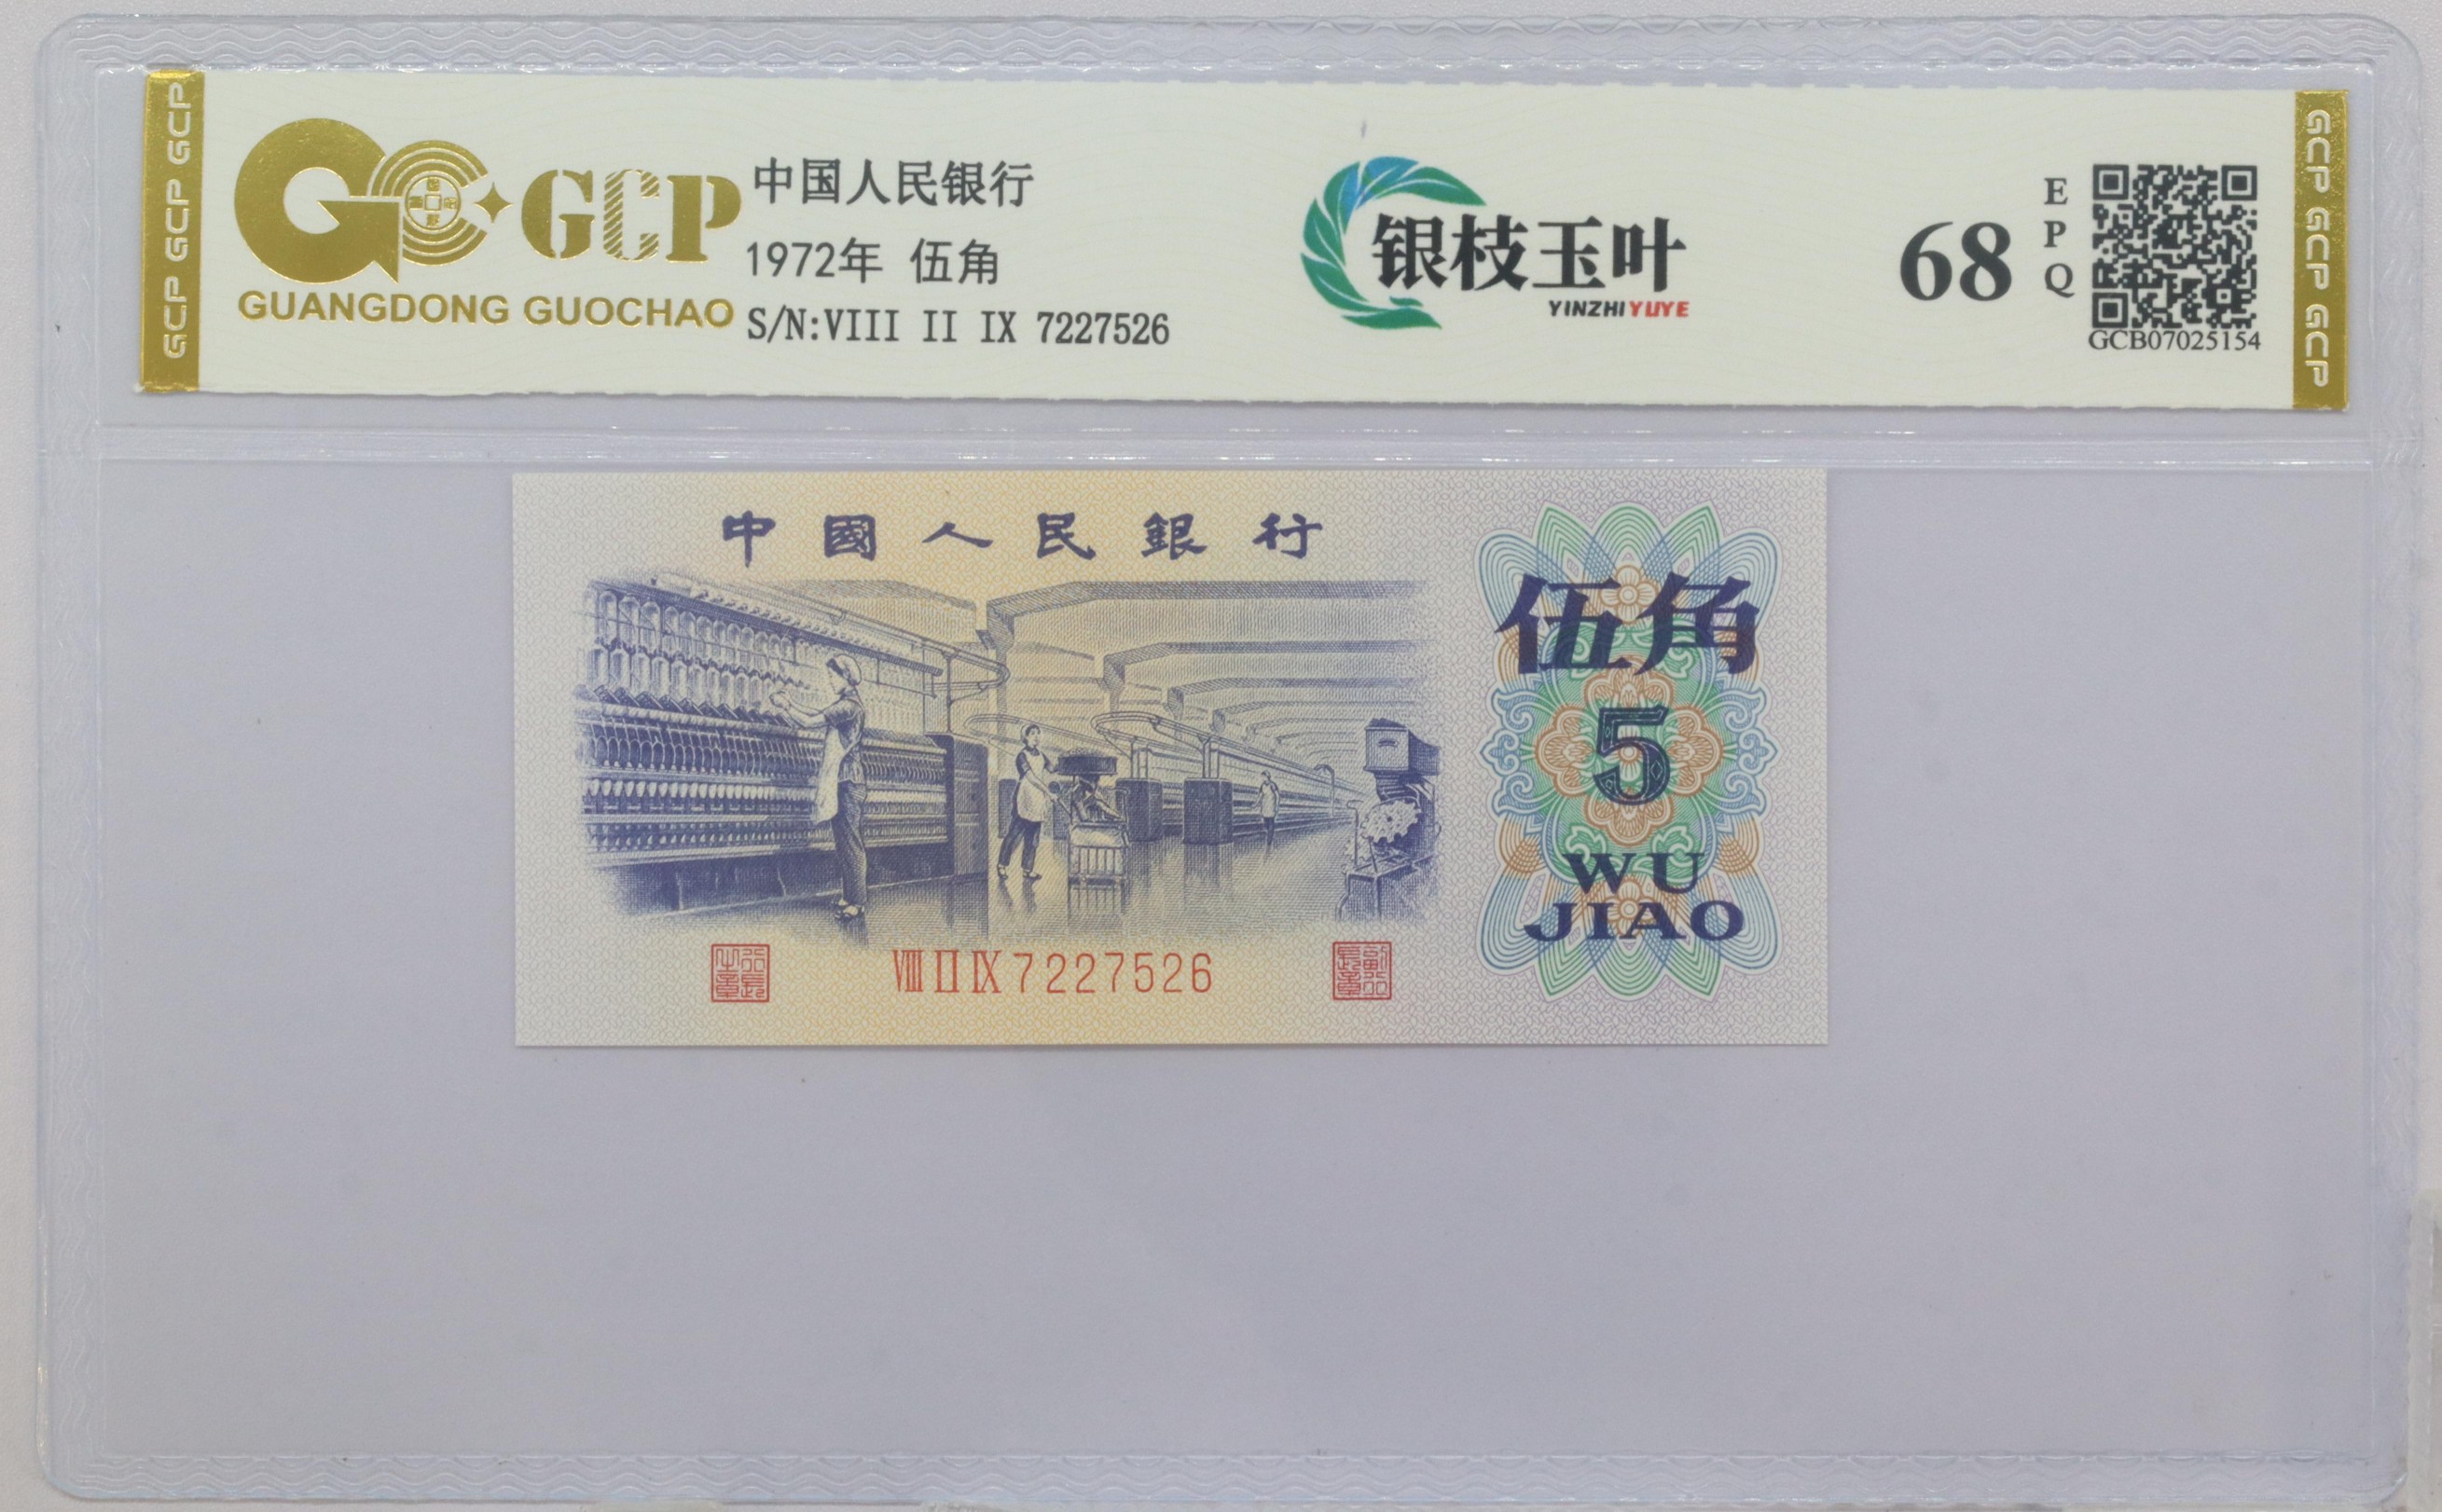 GCP GCP GCP
GCP
GUANGDONG GUOCHAO
中国人民银行
1972年 伍角
S/N:VIII II IX 7227526
银枝玉叶
YINZHIYUYE
68
EPQ
GCB07025154
GCP GCP GCP
中國人民銀行
伍角
5
WU
JIAO
VIII II IX 7227526